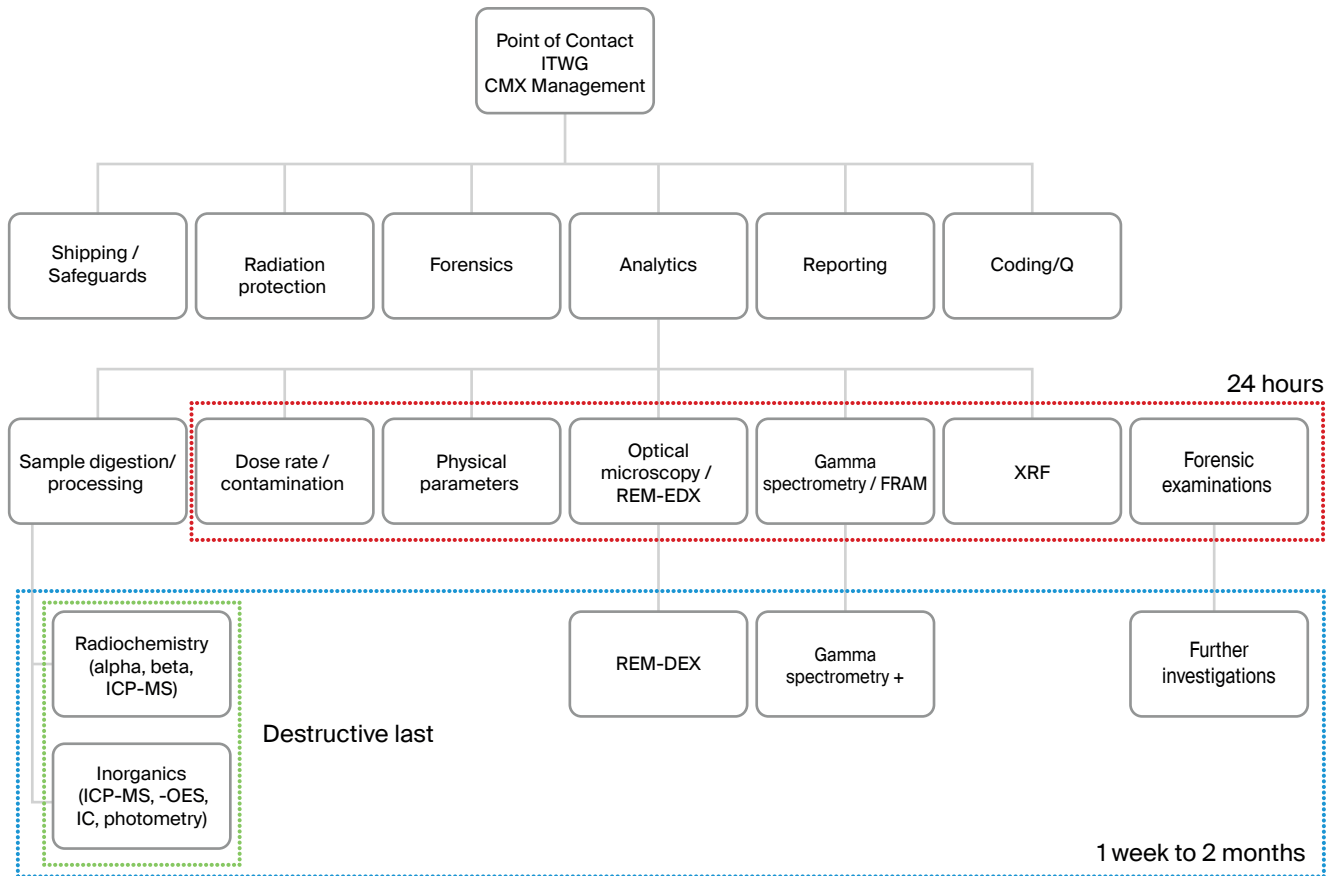 Point of Contact
ITWG
CMX Management
Shipping /
Safeguards
Radiation
protection
Forensics
Analytics
Reporting
Coding/Q
24 hours
Sample digestion/
processing
Dose rate /
contamination
Physical
parameters
Optical
microscopy /
REM-EDX
Gamma
spectrometry / FRAM
XRF
Forensic
examinations
Radiochemistry
(alpha, beta,
ICP-MS)
REM-DEX
Gamma
spectrometry +
Further
investigations
Destructive last
Inorganics
(ICP-MS, -OES,
IC, photometry)
1 week to 2 months